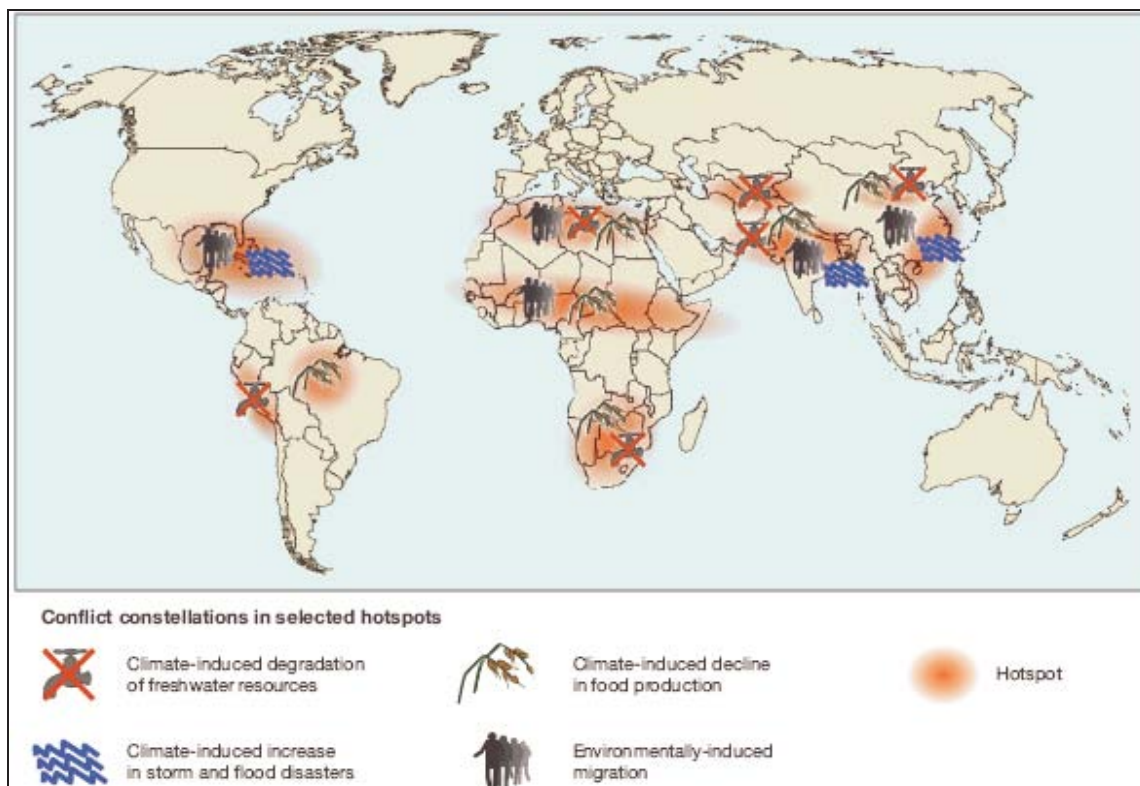 Conflict constellations in selected hotspots
Climate-induced degradation
of freshwater resources
Climate-induced decline
in food production
Hotspot
Climate-induced increase
in storm and flood disasters
Environmentally-induced
migration